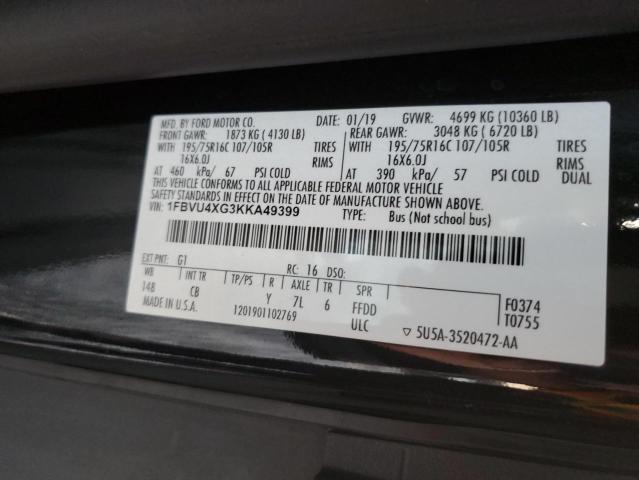 MFD. BY FORD MOTOR CO. 01/19 GVWR: 4699 KG (10360 LB)
FRONT GAWR: 1873 KG (4130 LB) REAR GAWR: 3048 KG (6720 LB)
WITH 195/75R16C 107/105R TIRES WITH 195/75R16C 107/105R TIRES
16X6.0J RIMS 16X6.0J RIMS
AT 460 kPa/ 67 PSI COLD AT 390 kPa/ 57 PSI COLD DUAL
THIS VEHICLE CONFORMS TO ALL APPLICABLE FEDERAL MOTOR VEHICLE
SAFETY STANDARDS IN EFFECT ON THE DATE OF MANUFACTURE SHOWN ABOVE.
VIN: 1FBVU4XG3KKA49399 TYPE: Bus (Not school bus)
EXT PNT: G1 RC: 16 DSO:
WB INT TR TP/PS R AXLE TR SPR F0374
148 CB Y 7L 6 FFDD T0755
MADE IN U.S.A. 1201901102769 ULC ▽ 5U5A-3520472-AA